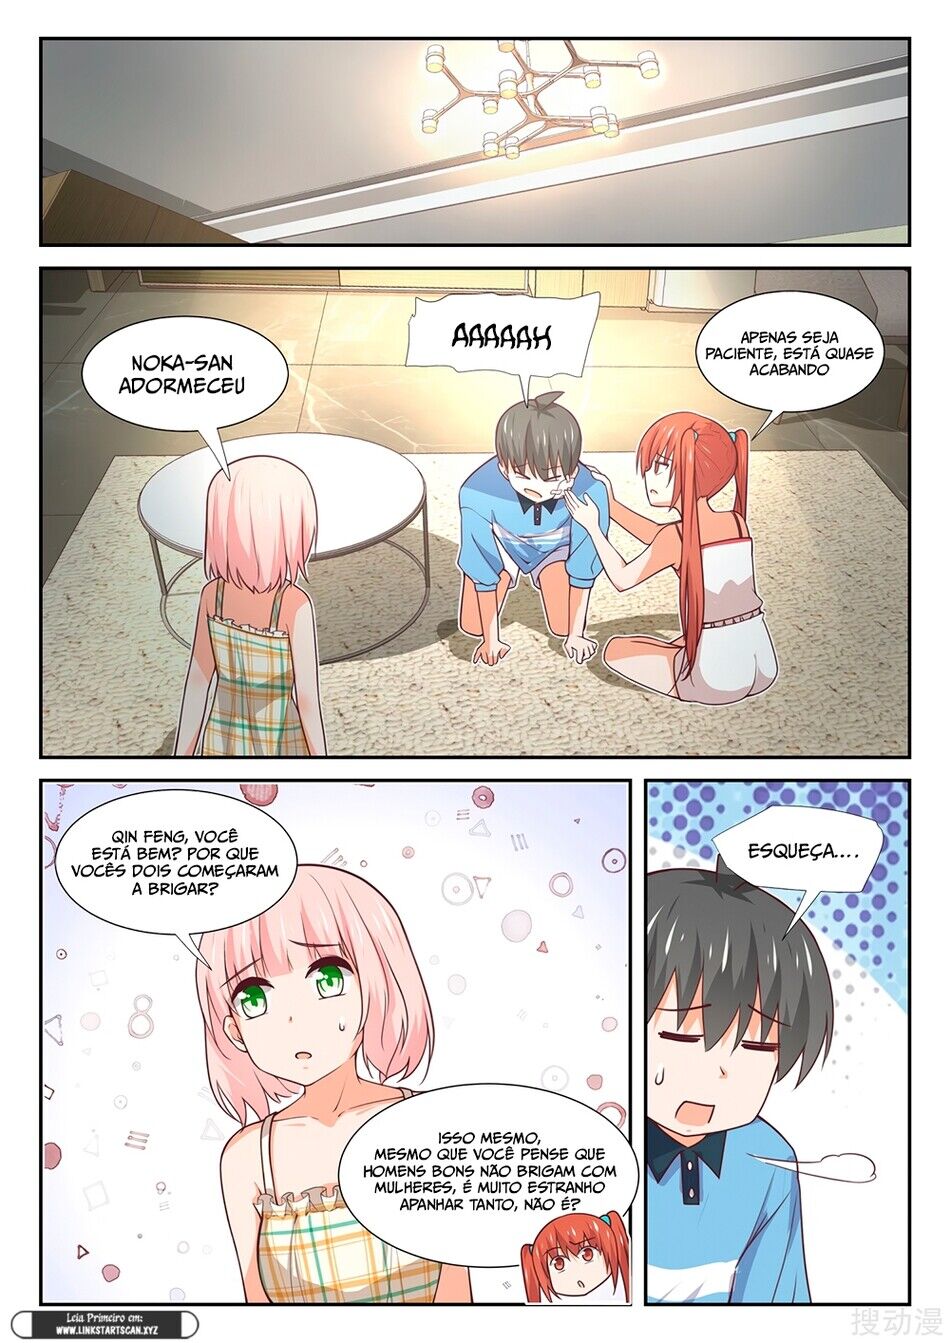 NOKA-SAN
ADORMECEU
AAAAAH
APENAS SEJA
PACIENTE, ESTÁ QUASE
ACABANDO
QIN FENG, VOCÊ
ESTÁ BEM? POR QUE
VOCÊS DOIS COMEÇARAM
A BRIGAR?
ESQUEÇA....
ISSO MESMO,
MESMO QUE VOCÊ PENSE QUE
HOMENS BONS NÃO BRIGAM COM
MULHERES, É MUITO ESTRANHO
APANHAR TANTO, NÃO É?
Leia Primeiro em:
WWW.LINKSTARTSCAN.XYZ
搜动漫